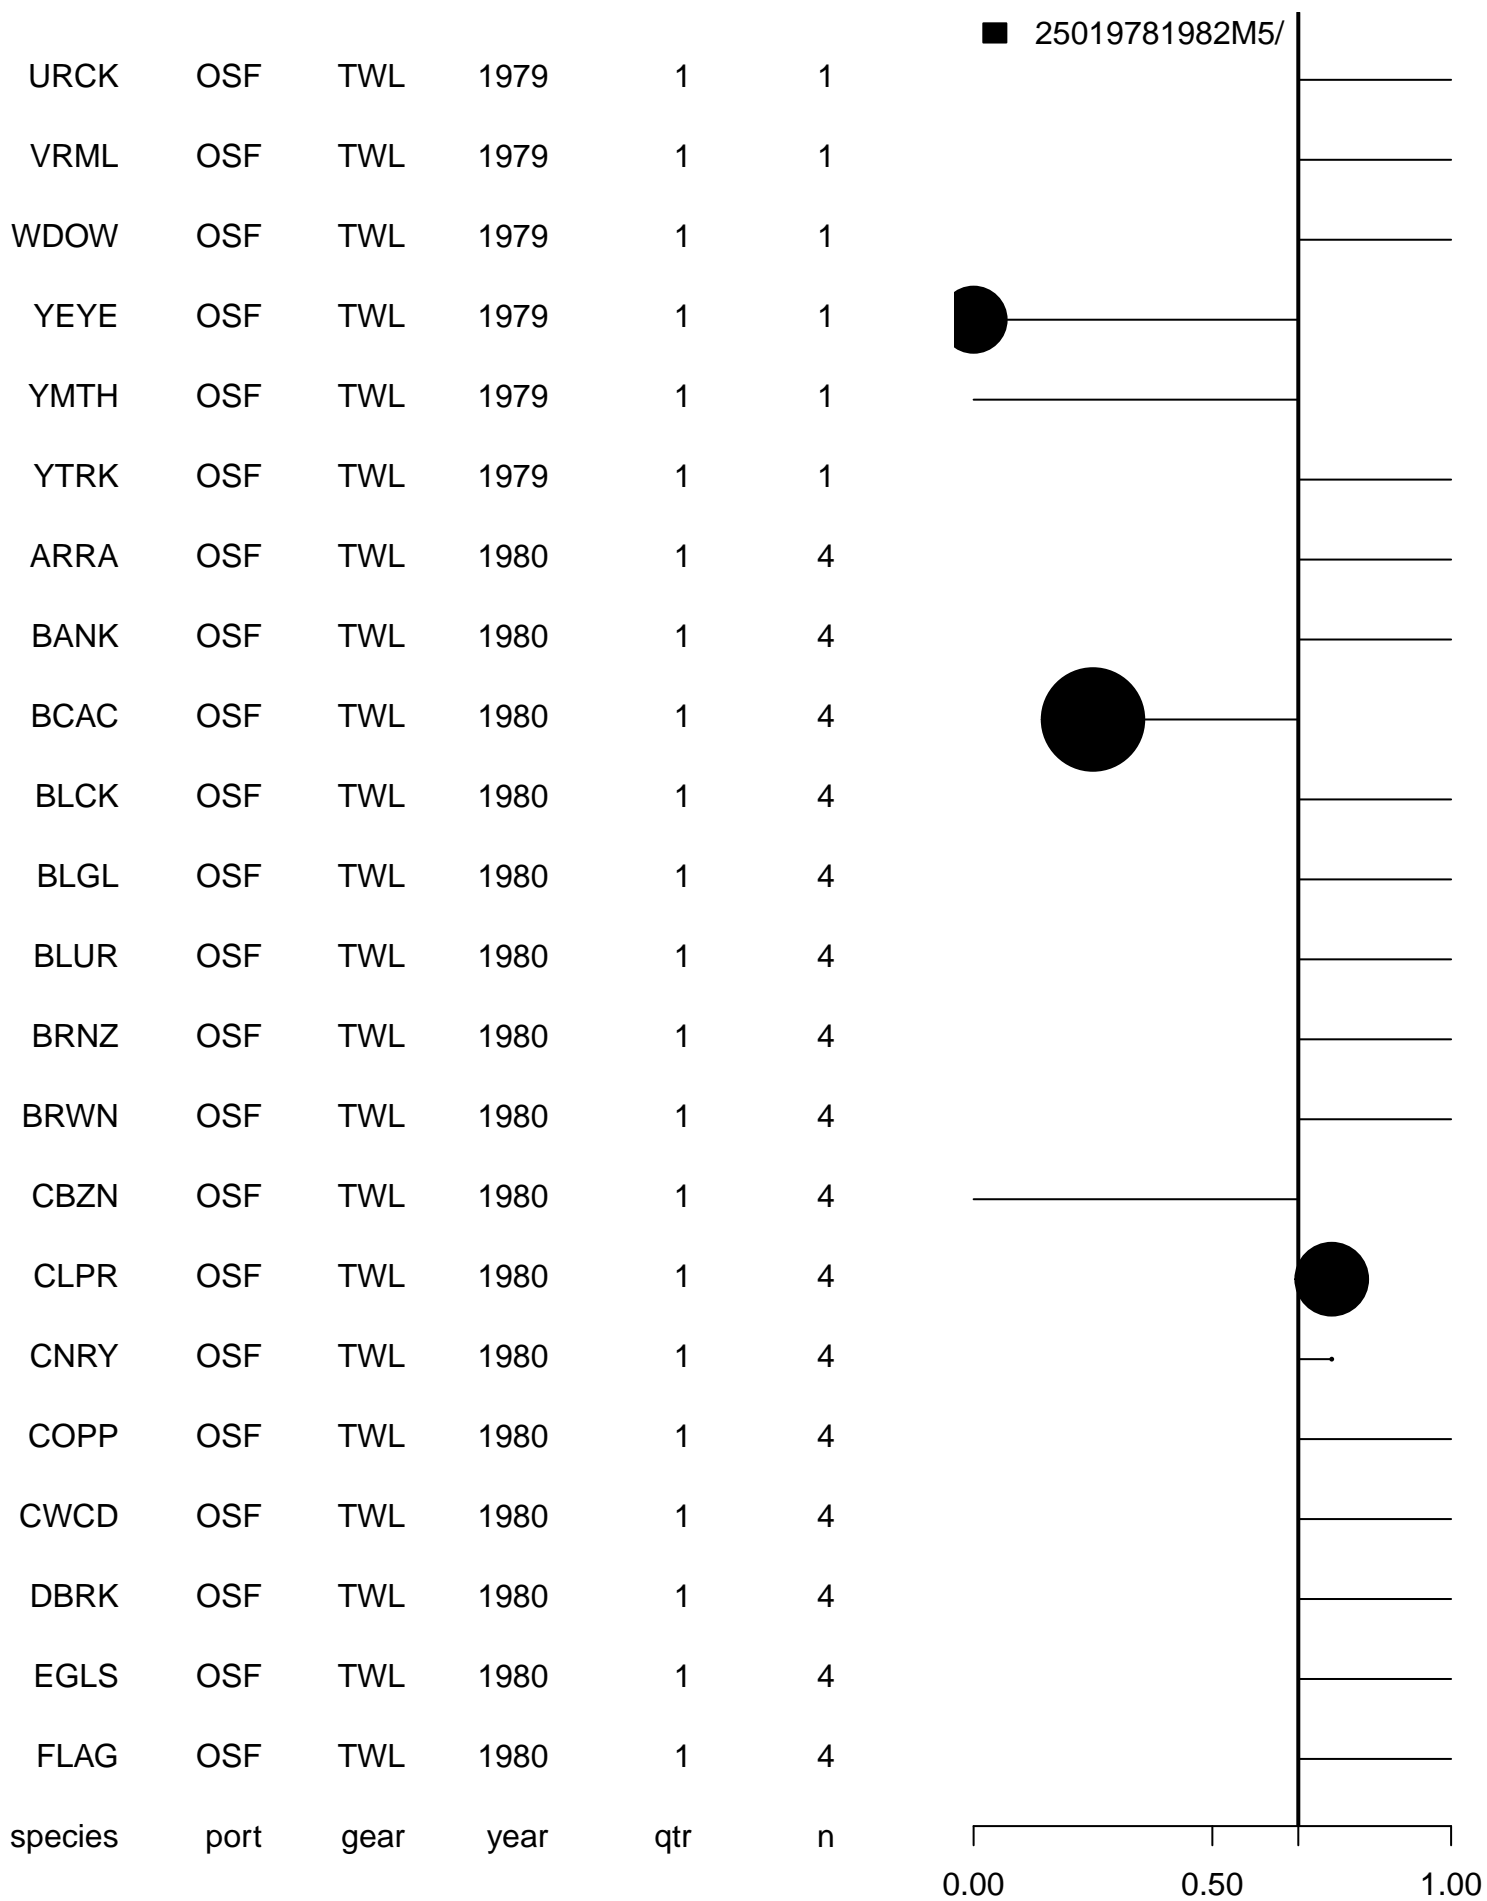 25019781982M5/
URCK OSF TWL 1979 1 1
VRML OSF TWL 1979 1 1
WDOW OSF TWL 1979 1 1
YEYE OSF TWL 1979 1 1
YMTH OSF TWL 1979 1 1
YTRK OSF TWL 1979 1 1
ARRA OSF TWL 1980 1 4
BANK OSF TWL 1980 1 4
BCAC OSF TWL 1980 1 4
BLCK OSF TWL 1980 1 4
BLGL OSF TWL 1980 1 4
BLUR OSF TWL 1980 1 4
BRNZ OSF TWL 1980 1 4
BRWN OSF TWL 1980 1 4
CBZN OSF TWL 1980 1 4
CLPR OSF TWL 1980 1 4
CNRY OSF TWL 1980 1 4
COPP OSF TWL 1980 1 4
CWCD OSF TWL 1980 1 4
DBRK OSF TWL 1980 1 4
EGLS OSF TWL 1980 1 4
FLAG OSF TWL 1980 1 4
species port gear year qtr n
0.00 0.50 1.00